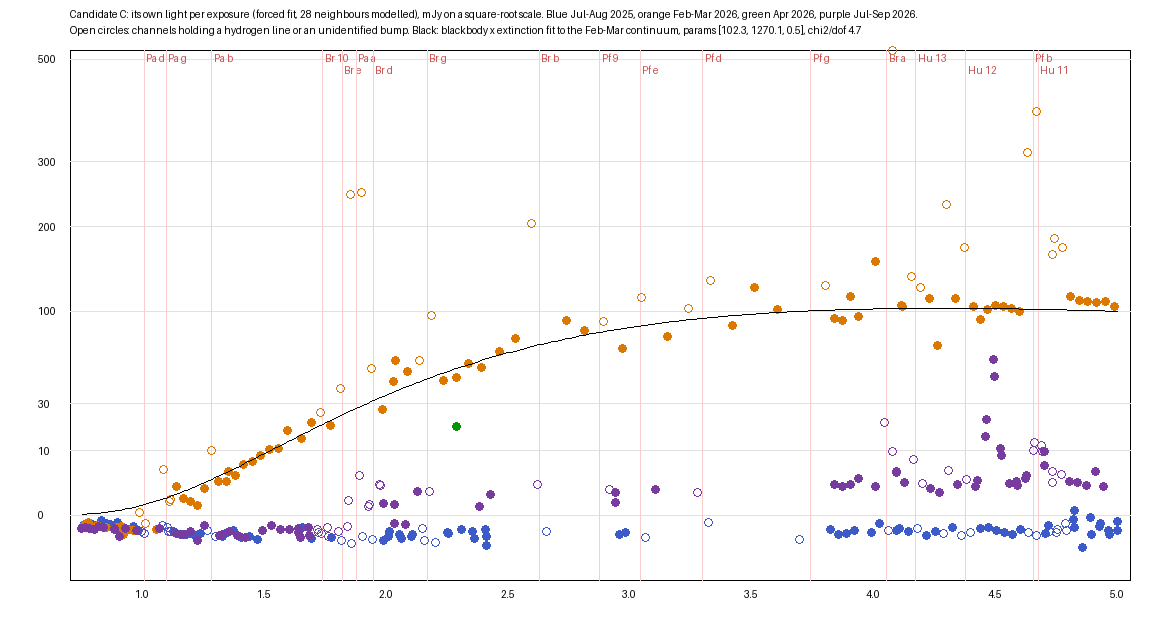 Candidate C: its own light per exposure (forced fit, 28 neighbours modelled), mJy on a square-root scale. Blue Jul-Aug 2025, orange Feb-Mar 2026, green Apr 2026, purple Jul-Sep 2026.
Open circles: channels holding a hydrogen line or an unidentified bump. Black: blackbody x extinction fit to the Feb-Mar continuum, params [102.3, 1270.1, 0.5], chi2/dof 4.7
500
Pa d Pa g Pa b Br 10 Pa a Br g Br b Pf 9 Pf d Pf g Br a Hu 13 Pf b
Br e Br d Pf e Hu 12 Hu 11
300
200
100
30
10
0
1.0 1.5 2.0 2.5 3.0 3.5 4.0 4.5 5.0